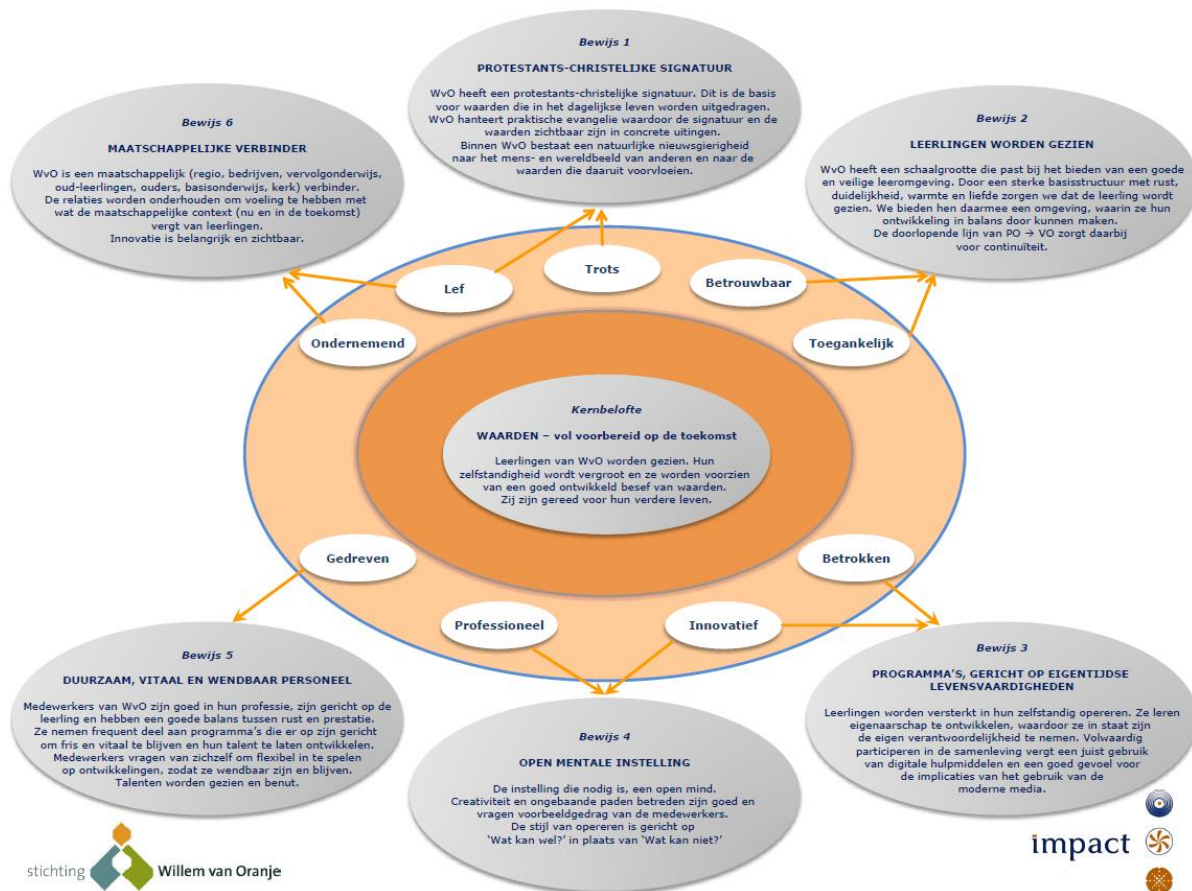 Bewijs 1
PROTESTANTS-CHRISTELIJKE SIGNATUUR
WvO heeft een protestants-christelijke signatuur. Dit is de basis
voor waarden die in het dagelijkse leven worden uitgedragen.
WvO hanteert praktische evangelie waardoor de signatuur en de
waarden zichtbaar zijn in concrete uitingen.
Binnen WvO bestaat een natuurlijke nieuwsgierigheid
naar het mens- en wereldbeeld van anderen en naar de
waarden die daaruit voorvloeien.
Bewijs 6
MAATSCHAPPELIJKE VERBINDER
WvO is een maatschappelijk (regio, bedrijven, vervolgonderwijs,
oud-leerlingen, ouders, basisonderwijs, kerk) verbinder.
De relaties worden onderhouden om voeling te hebben met
wat de maatschappelijke context (nu en in de toekomst)
vergt van leerlingen.
Innovatie is belangrijk en zichtbaar.
Bewijs 2
LEERLINGEN WORDEN GEZIEN
WvO heeft een schaalgrootte die past bij het bieden van een goede
en veilige leeromgeving. Door een sterke basisstructuur met rust,
duidelijkheid, warmte en liefde zorgen we dat de leerling wordt
gezien. We bieden hen daarmee een omgeving, waarin ze hun
ontwikkeling in balans door kunnen maken.
De doorlopende lijn van PO → VO zorgt daarbij
voor continuïteit.
Lef
Trots
Betrouwbaar
Ondernemend
Toegankelijk
Kernbelofte
WAARDEN – vol voorbereid op de toekomst
Leerlingen van WvO worden gezien. Hun
zelfstandigheid wordt vergroot en ze worden voorzien
van een goed ontwikkeld besef van waarden.
Zij zijn gereed voor hun verdere leven.
Gedreven
Betrokken
Professioneel
Innovatief
Bewijs 5
DUURZAAM, VITAAL EN WENDBAAR PERSONEEL
Medewerkers van WvO zijn goed in hun professie, zijn gericht op de
leerling en hebben een goede balans tussen rust en prestatie.
Ze nemen frequent deel aan programma's die er op zijn gericht
om fris en vitaal te blijven en hun talent te laten ontwikkelen.
Medewerkers vragen van zichzelf om flexibel in te spelen
op ontwikkelingen, zodat ze wendbaar zijn en blijven.
Talenten worden gezien en benut.
Bewijs 4
OPEN MENTALE INSTELLING
De instelling die nodig is, een open mind.
Creativiteit en ongebaande paden betreden zijn goed en
vragen voorbeeldgedrag van de medewerkers.
De stijl van opereren is gericht op
'Wat kan wel?' in plaats van 'Wat kan niet?'
Bewijs 3
PROGRAMMA'S, GERICHT OP EIGENTIJDSE
LEVENSVAARDIGHEDEN
Leerlingen worden versterkt in hun zelfstandig opereren. Ze leren
eigenaarschap te ontwikkelen, waardoor ze in staat zijn
de eigen verantwoordelijkheid te nemen. Volwaardig
participeren in de samenleving vergt een juist gebruik
van digitale hulpmiddelen en een goed gevoel voor
de implicaties van het gebruik van de
moderne media.
stichting Willem van Oranje
impact